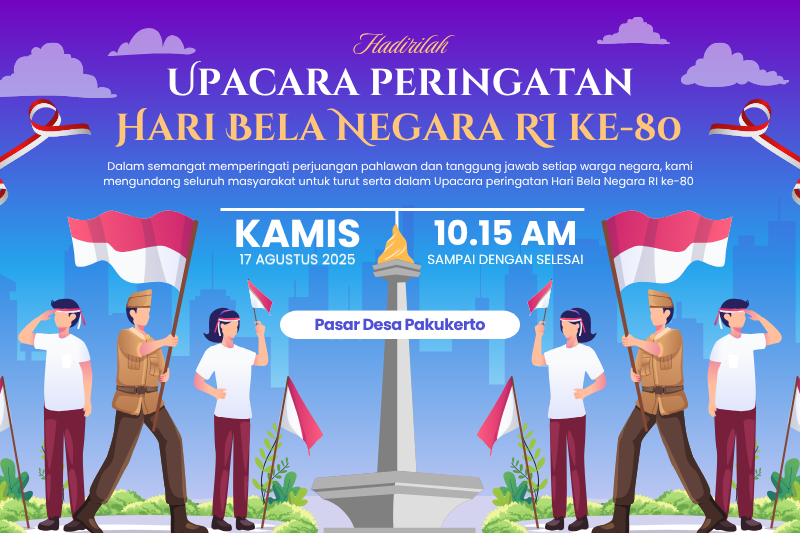 Hadirilah
UPACARA PERINGATAN
HARI BELA NEGARA RI KE-80
Dalam semangat memperingati perjuangan pahlawan dan tanggung jawab setiap warga negara, kami
mengundang seluruh masyarakat untuk turut serta dalam Upacara peringatan Hari Bela Negara RI ke-80
KAMIS
17 AGUSTUS 2025
10.15 AM
SAMPAI DENGAN SELESAI
Pasar Desa Pakukerto